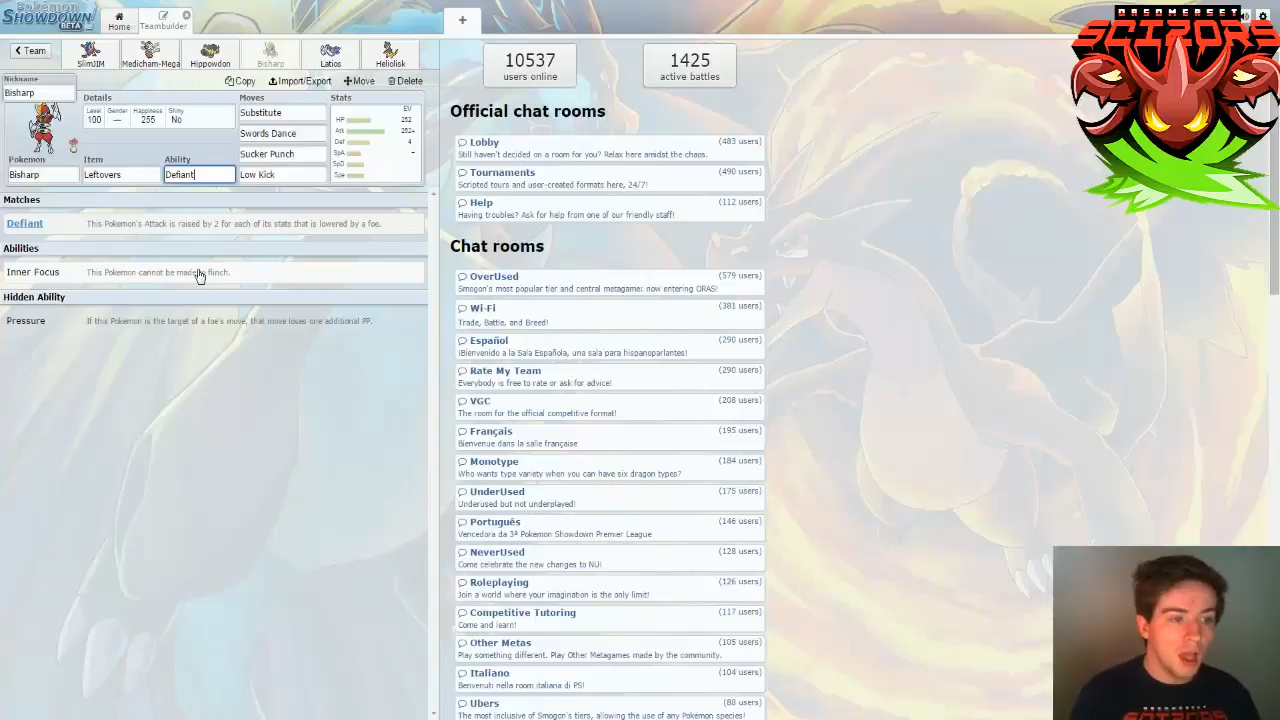 Pokémon
SHOWDOWN
BETA
Home
Teambuilder
+
Team
SlimJM
Medicham-Mega
Hippowdon
Bisharp
Latios
Heliolisk
Copy
Import/Export
Move
Delete
Nickname
Bisharp
Details
Level
100
Gender
—
Happiness
255
Shiny
No
Moves
Substitute
Swords Dance
Sucker Punch
Low Kick
Stats
EV
HP
252
Atk
252+
Def
4
SpA
-
SpD
Spe
Pokemon
Bisharp
Item
Leftovers
Ability
Defiant
Matches
Defiant
This Pokemon's Attack is raised by 2 for each of its stats that is lowered by a foe.
Abilities
Inner Focus
This Pokemon cannot be made to flinch.
Hidden Ability
Pressure
If this Pokemon is the target of a foe's move, that move loses one additional PP.
10537
users online
1425
active battles
Official chat rooms
Lobby (483 users)
Still haven't decided on a room for you? Relax here amidst the chaos.
Tournaments (490 users)
Scripted tours and user-created formats here, 24/7!
Help (112 users)
Having troubles? Ask for help from one of our friendly staff!
Chat rooms
OverUsed (579 users)
Smogon's most popular tier and central metagame: now entering ORAS!
Wi-Fi (381 users)
Trade, Battle, and Breed!
Español (290 users)
¡Bienvenido a la Sala Española, una sala para hispanoparlantes!
Rate My Team (290 users)
Everybody is free to rate or ask for advice!
VGC (208 users)
The room for the official competitive format!
Français (195 users)
Bienvenue dans la salle française
Monotype (184 users)
Who wants type variety when you can have six dragon types?
UnderUsed (175 users)
Underused but not underplayed!
Português (146 users)
Vencedora da 3ª Pokemon Showdown Premier League
NeverUsed (128 users)
Come celebrate the new changes to NU!
Roleplaying (126 users)
Join a world where your imagination is the only limit!
Competitive Tutoring (117 users)
Come and learn!
Other Metas (105 users)
Play something different. Play Other Metagames made by the community.
Italiano (104 users)
Benvenuti nella room italiana di PS!
Ubers (88 users)
The most inclusive of Smogon's tiers, allowing the use of any Pokémon species!
DASOMERSET
SCIZORS
DASOMERSET
SCIZORS